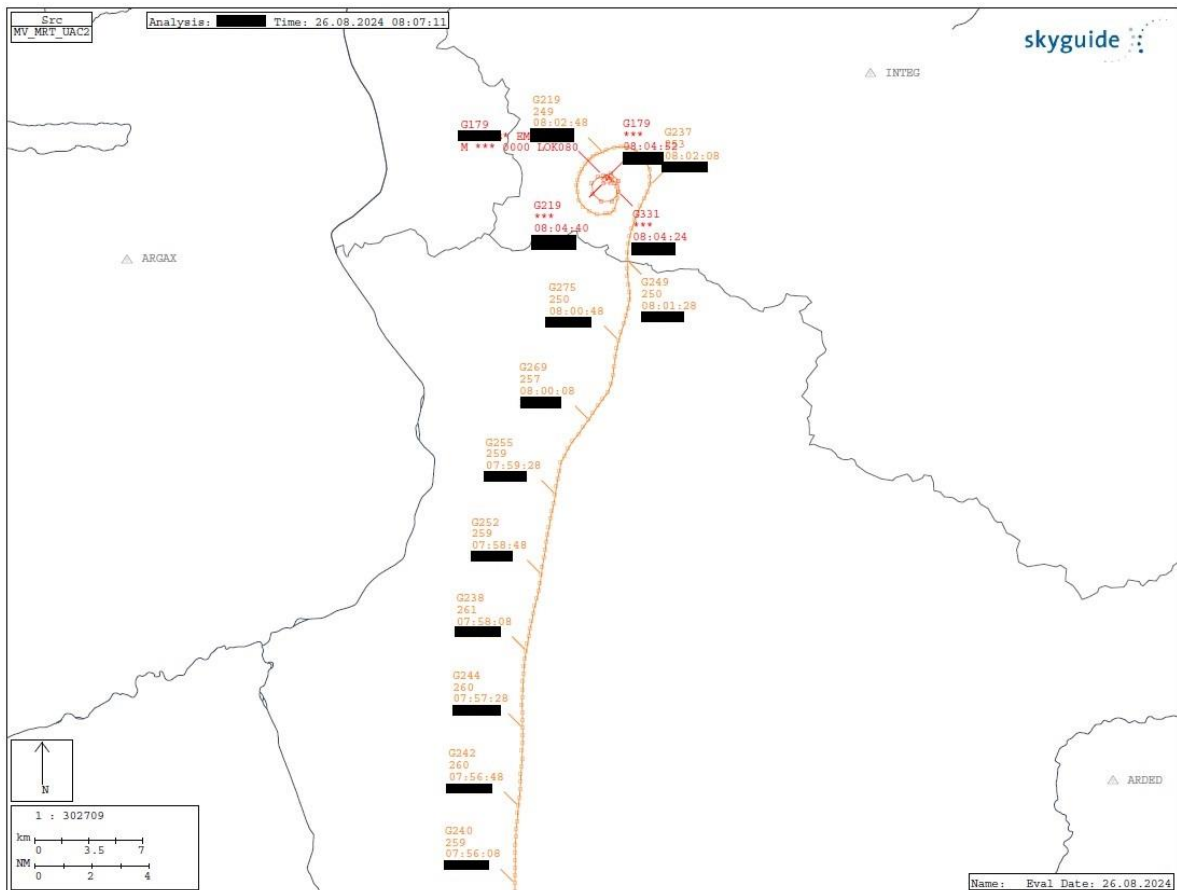 Src
MV_MRT_UAC2
Analysis: Time: 26.08.2024 08:07:11
skyguide
INTEG
G219
249
08:02:48
G179
EM
M *** 0000 LOK080
G179
***
08:04:52
G237
253
08:02:08
G219
***
08:04:40
G331
***
08:04:24
ARGAX
G249
250
08:01:28
G275
250
08:00:48
G269
257
08:00:08
G255
259
07:59:28
G252
259
07:58:48
G238
261
07:58:08
G244
260
07:57:28
G242
260
07:56:48
ARDED
G240
259
07:56:08
N
1 : 302709
km
0 3.5 7
NM
0 2 4
Name: Eval Date: 26.08.2024